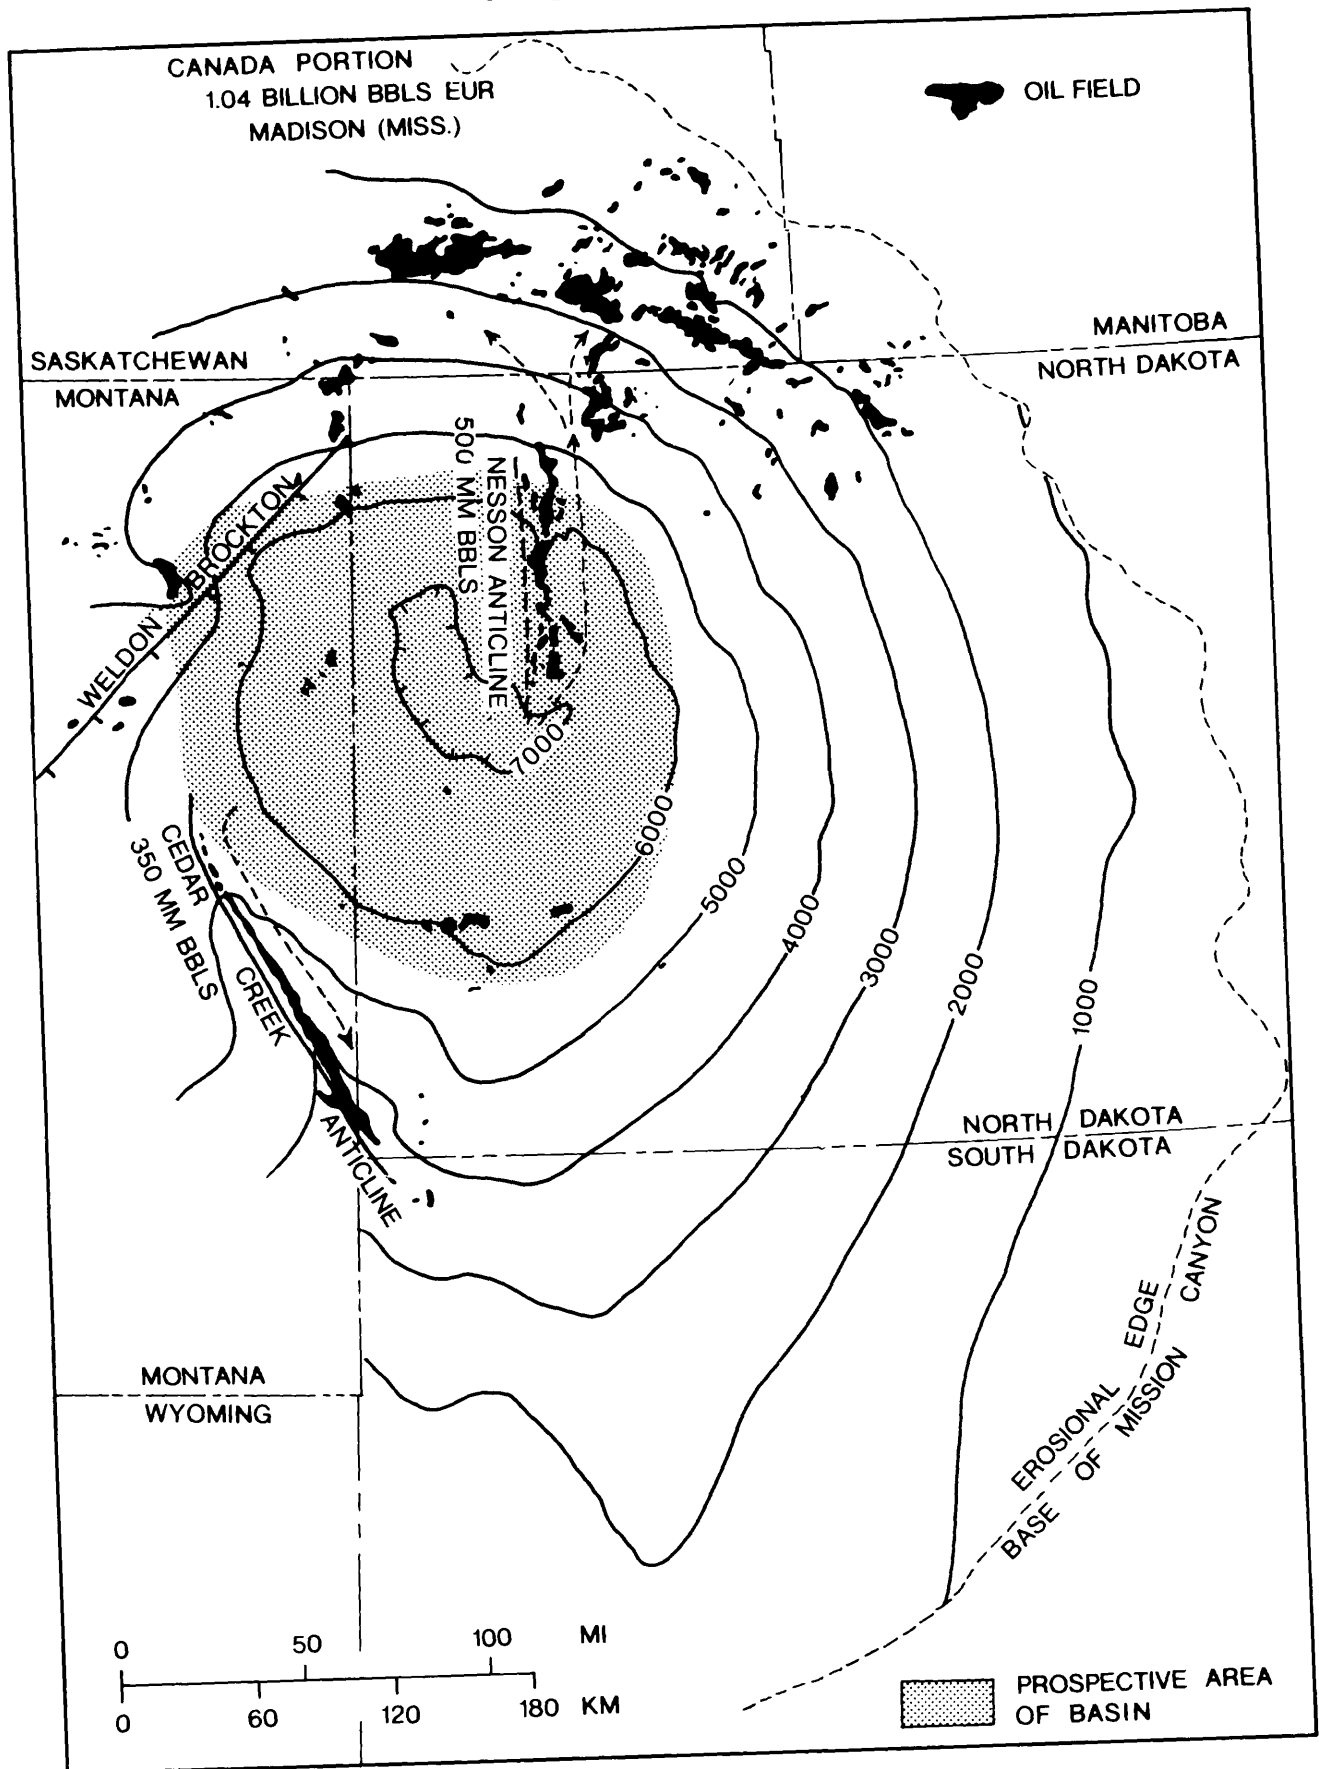 CANADA PORTION
1.04 BILLION BBLS EUR
MADISON (MISS.)
OIL FIELD
SASKATCHEWAN
MONTANA
MANITOBA
NORTH DAKOTA
NESSON ANTICLINE
500 MM BBLS
WELDON BROCKTON
7000
6000
5000
4000
3000
2000
1000
CEDAR CREEK ANTICLINE
350 MM BBLS
NORTH DAKOTA
SOUTH DAKOTA
MONTANA
WYOMING
EROSIONAL EDGE
BASE OF MISSION CANYON
0 50 100 MI
0 60 120 180 KM
PROSPECTIVE AREA
OF BASIN